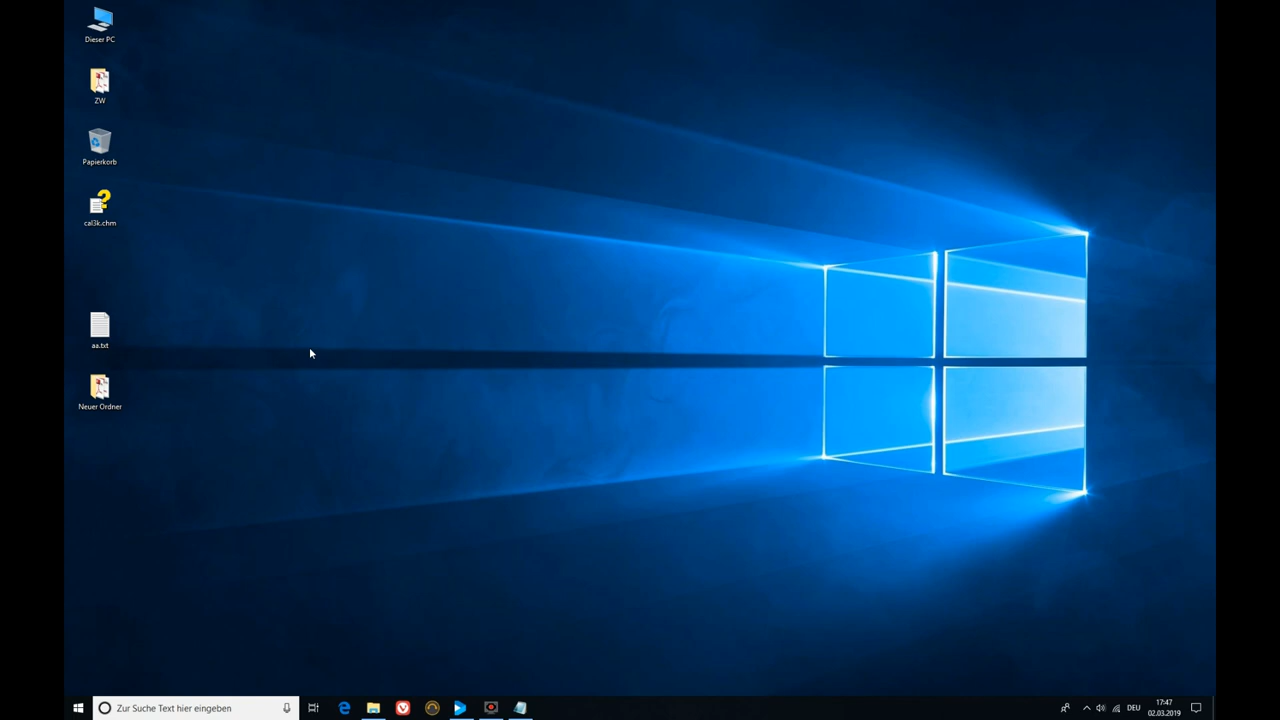 Dieser PC
ZW
Papierkorb
cal3k.chm
aa.txt
Neuer Ordner
Zur Suche Text hier eingeben
DEU
17:47
02.03.2019